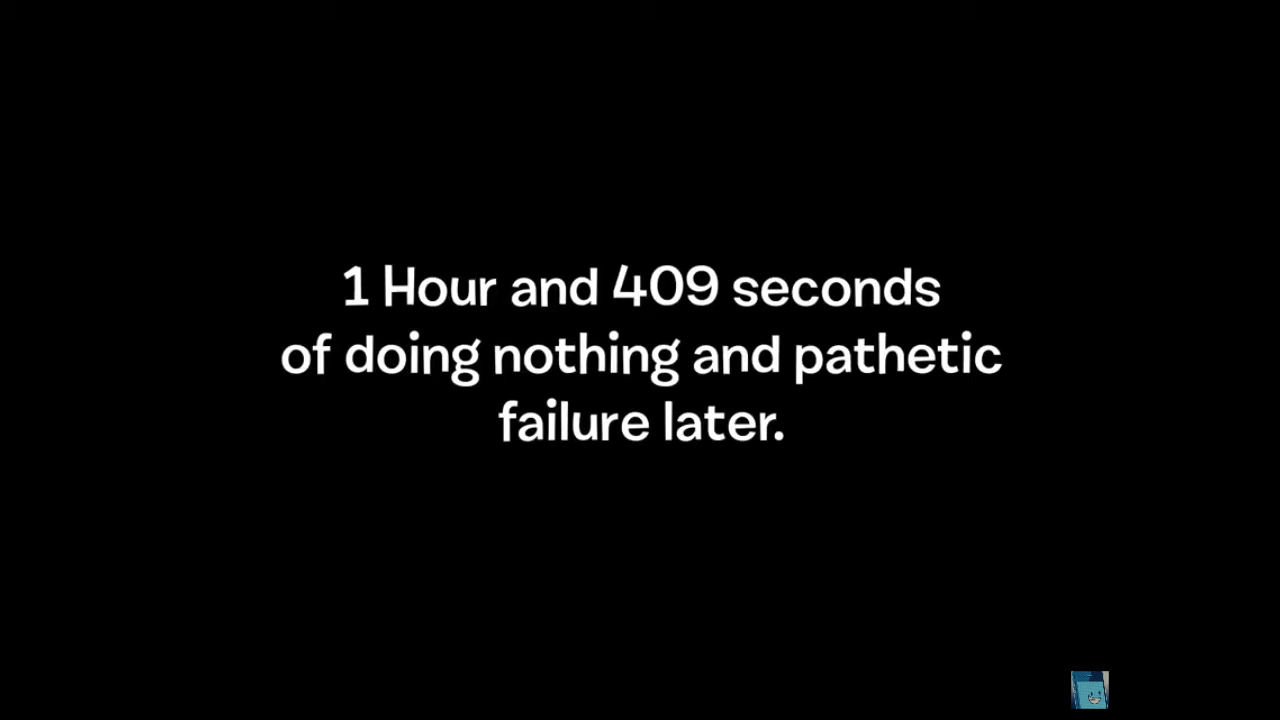 1 Hour and 409 seconds
of doing nothing and pathetic
failure later.